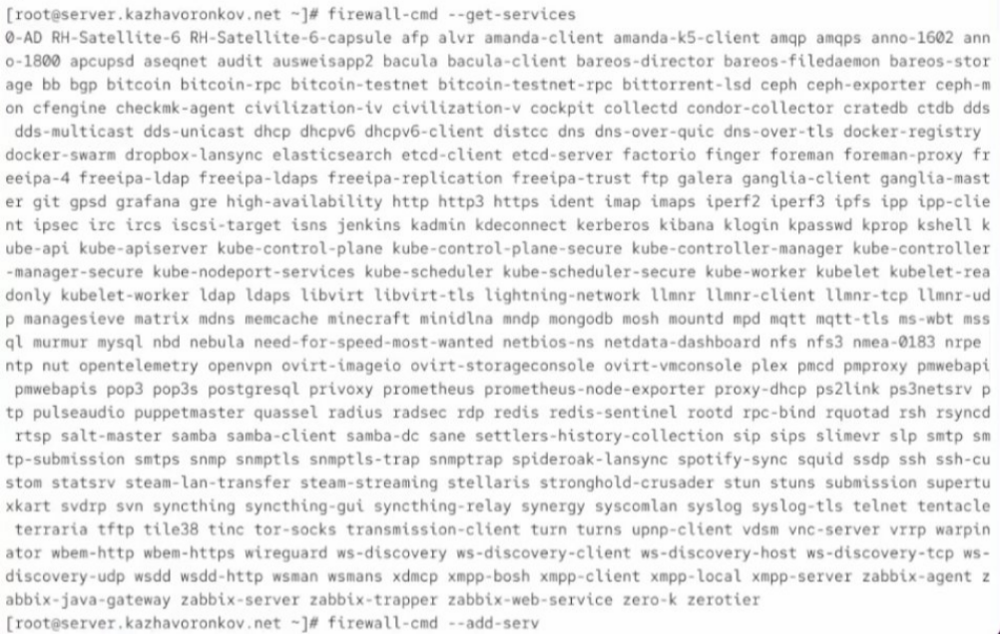 [root@server.kazhavoronkov.net ~]# firewall-cmd --get-services
0-AD RH-Satellite-6 RH-Satellite-6-capsule afp alvr amanda-client amanda-k5-client amqp amqps anno-1602 ann
o-1800 apcupsd aseqnet audit ausweisapp2 bacula bacula-client bareos-director bareos-filedaemon bareos-stor
age bb bgp bitcoin bitcoin-rpc bitcoin-testnet bitcoin-testnet-rpc bittorrent-lsd ceph ceph-exporter ceph-m
on cfengine checkmk-agent civilization-iv civilization-v cockpit collectd condor-collector cratedb ctdb dds
 dds-multicast dds-unicast dhcp dhcpv6 dhcpv6-client distcc dns dns-over-quic dns-over-tls docker-registry
docker-swarm dropbox-lansync elasticsearch etcd-client etcd-server factorio finger foreman foreman-proxy fr
eeipa-4 freeipa-ldap freeipa-ldaps freeipa-replication freeipa-trust ftp galera ganglia-client ganglia-mast
er git gpsd grafana gre high-availability http http3 https ident imap imaps iperf2 iperf3 ipfs ipp ipp-clie
nt ipsec irc ircs iscsi-target isns jenkins kadmin kdeconnect kerberos kibana klogin kpasswd kprop kshell k
ube-api kube-apiserver kube-control-plane kube-control-plane-secure kube-controller-manager kube-controller
-manager-secure kube-nodeport-services kube-scheduler kube-scheduler-secure kube-worker kubelet kubelet-rea
donly kubelet-worker ldap ldaps libvirt libvirt-tls lightning-network llmnr llmnr-client llmnr-tcp llmnr-ud
p managesieve matrix mdns memcache minecraft minidlna mndp mongodb mosh mountd mpd mqtt mqtt-tls ms-wbt mss
ql murmur mysql nbd nebula need-for-speed-most-wanted netbios-ns netdata-dashboard nfs nfs3 nmea-0183 nrpe
ntp nut opentelemetry openvpn ovirt-imageio ovirt-storageconsole ovirt-vmconsole plex pmcd pmproxy pmwebapi
 pmwebapis pop3 pop3s postgresql privoxy prometheus prometheus-node-exporter proxy-dhcp ps2link ps3netsrv p
tp pulseaudio puppetmaster quassel radius radsec rdp redis redis-sentinel rootd rpc-bind rquotad rsh rsyncd
 rtsp salt-master samba samba-client samba-dc sane settlers-history-collection sip sips slimevr slp smtp sm
tp-submission smtps snmp snmptls snmptls-trap snmptrap spideroak-lansync spotify-sync squid ssdp ssh ssh-cu
stom statsrv steam-lan-transfer steam-streaming stellaris stronghold-crusader stun stuns submission supertu
xkart svdrp svn syncthing syncthing-gui syncthing-relay synergy syscomlan syslog syslog-tls telnet tentacle
 terraria tftp tile38 tinc tor-socks transmission-client turn turns upnp-client vdsm vnc-server vrrp warpin
ator wbem-http wbem-https wireguard ws-discovery ws-discovery-client ws-discovery-host ws-discovery-tcp ws-
discovery-udp wsdd wsdd-http wsman wsmans xdmcp xmpp-bosh xmpp-client xmpp-local xmpp-server zabbix-agent z
abbix-java-gateway zabbix-server zabbix-trapper zabbix-web-service zero-k zerotier
[root@server.kazhavoronkov.net ~]# firewall-cmd --add-serv